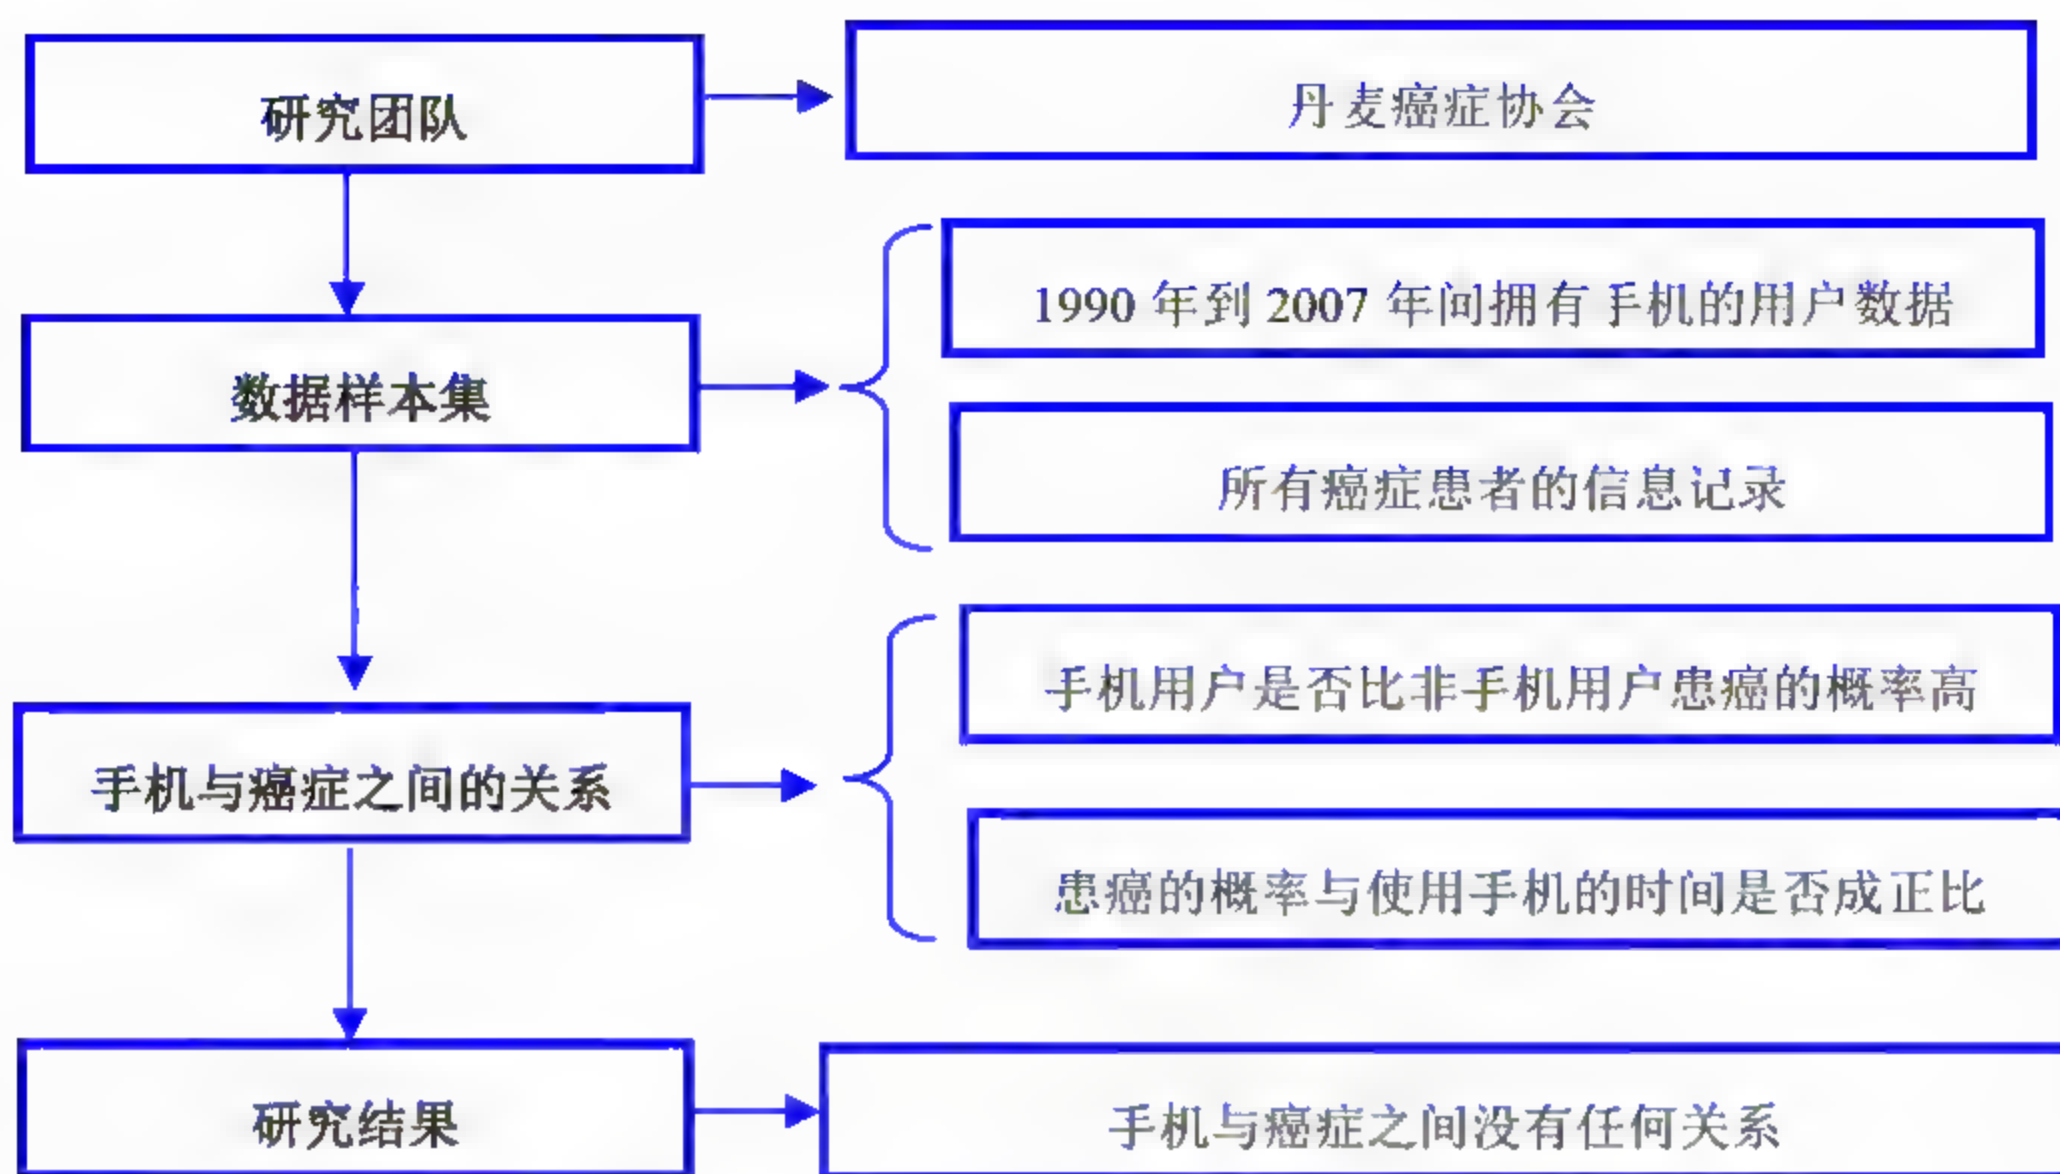 研究团队
丹麦癌症协会
数据样本集
1990 年到 2007 年间拥有手机的用户数据
所有癌症患者的信息记录
手机与癌症之间的关系
手机用户是否比非手机用户患癌的概率高
患癌的概率与使用手机的时间是否成正比
研究结果
手机与癌症之间没有任何关系